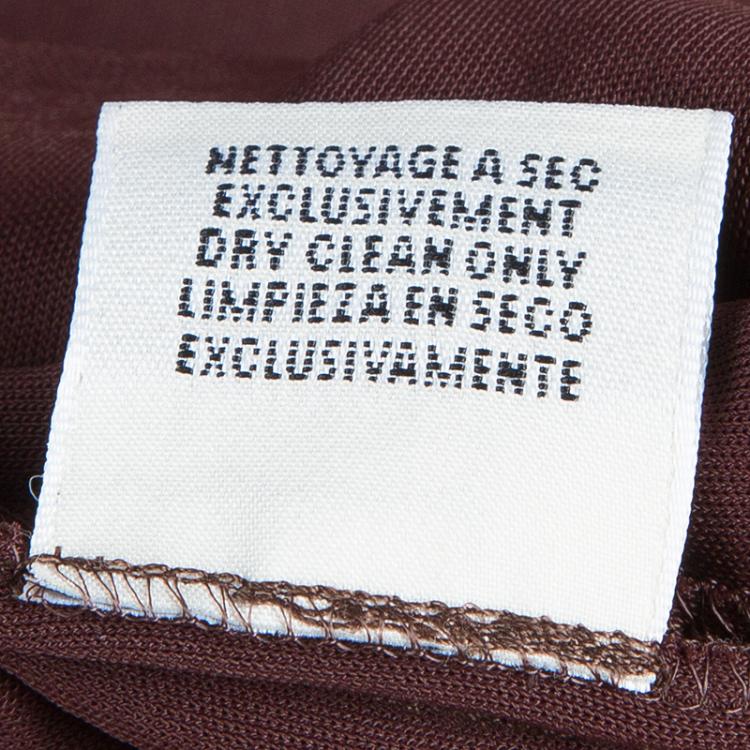 NETTOYAGE A SEC
EXCLUSIVEMENT
DRY CLEAN ONLY
LIMPIEZA EN SECO
EXCLUSIVAMENTE